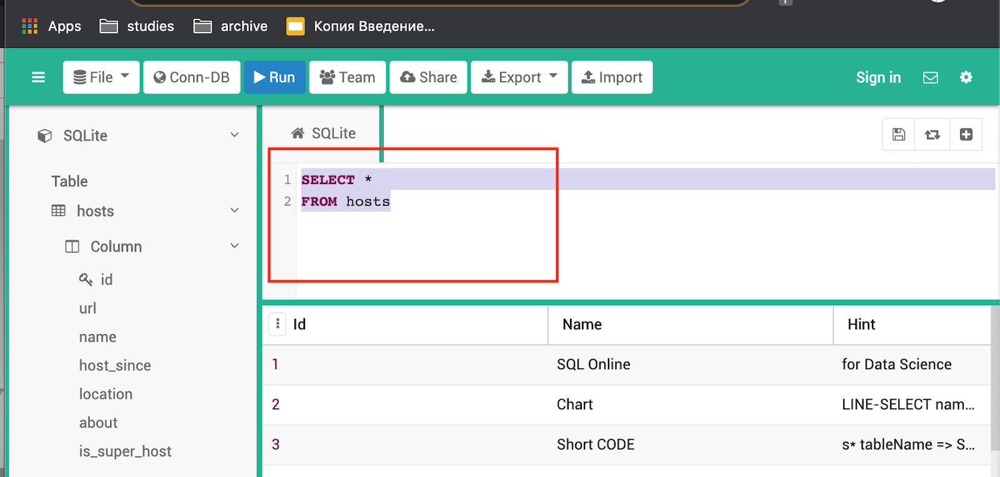 Apps studies archive Копия Введение...
File Conn-DB Run Team Share Export Import Sign in
SQLite
Table
hosts
Column
id
url
name
host_since
location
about
is_super_host
SQLite
1 SELECT *
2 FROM hosts
Id Name Hint
1 SQL Online for Data Science
2 Chart LINE-SELECT nam...
3 Short CODE s* tableName => S...